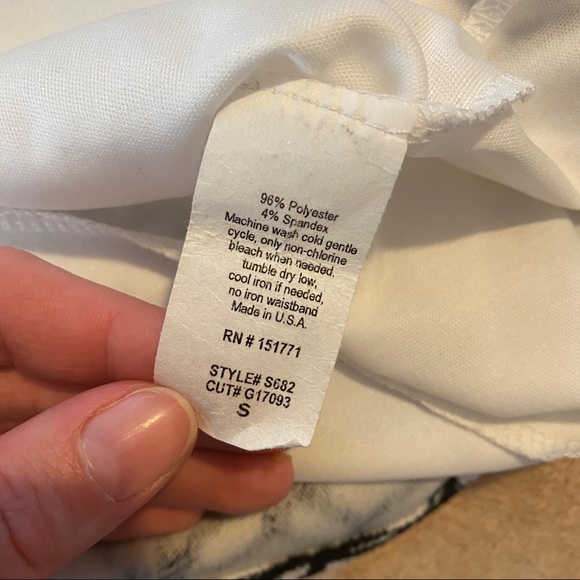 96% Polyester
4% Spandex
Machine wash cold gentle
cycle, only non-chlorine
bleach when needed,
tumble dry low,
cool iron if needed,
no iron waistband
Made in U.S.A.
RN # 151771
STYLE# S682
CUT# G17093
S